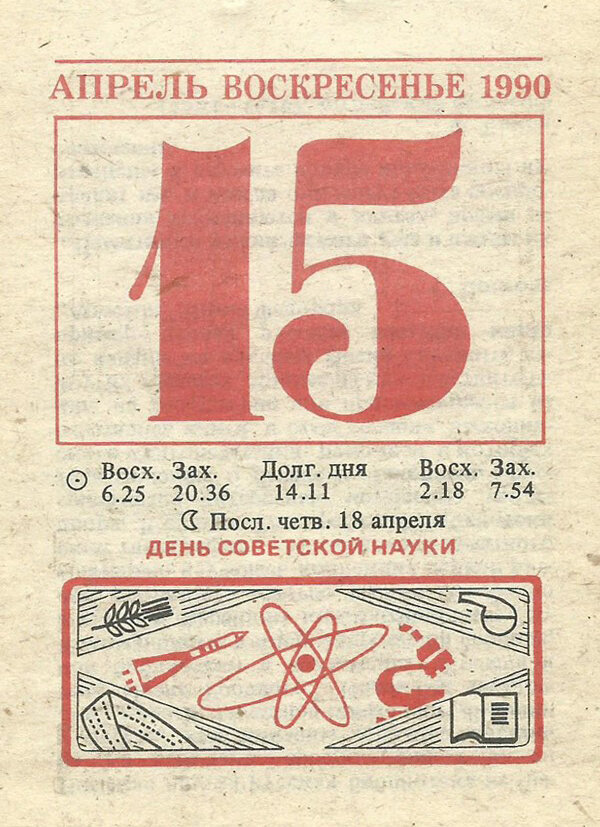 АПРЕЛЬ ВОСКРЕСЕНЬЕ 1990
15
Восх. Зах. Долг. дня Восх. Зах.
6.25 20.36 14.11 2.18 7.54
Посл. четв. 18 апреля
ДЕНЬ СОВЕТСКОЙ НАУКИ